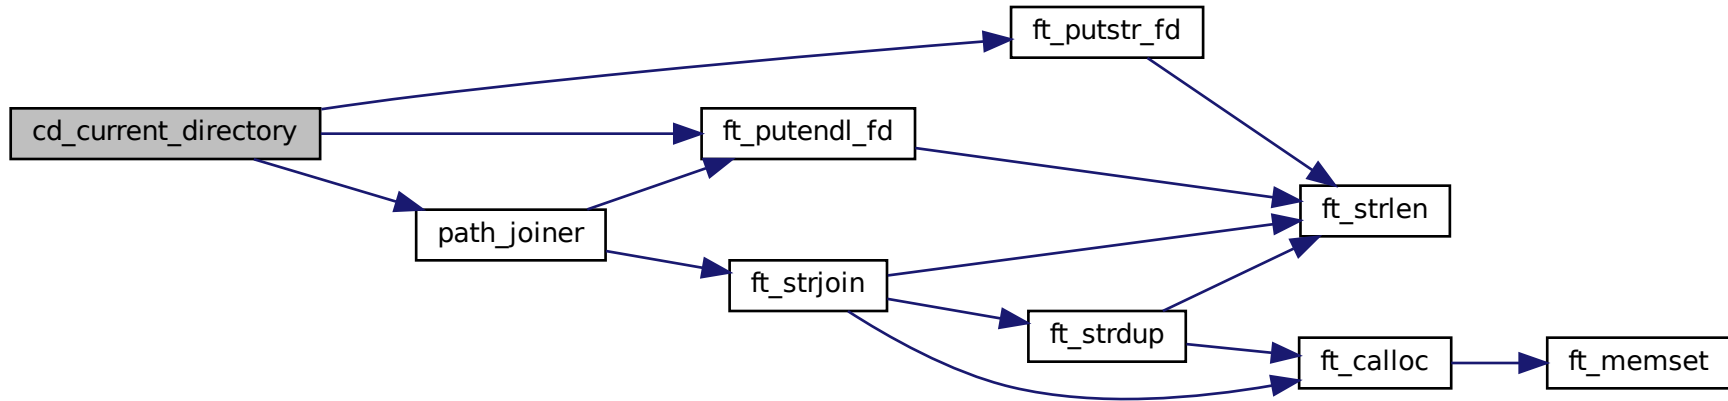 cd_current_directory
ft_putstr_fd
ft_putendl_fd
path_joiner
ft_strjoin
ft_strlen
ft_strdup
ft_calloc
ft_memset